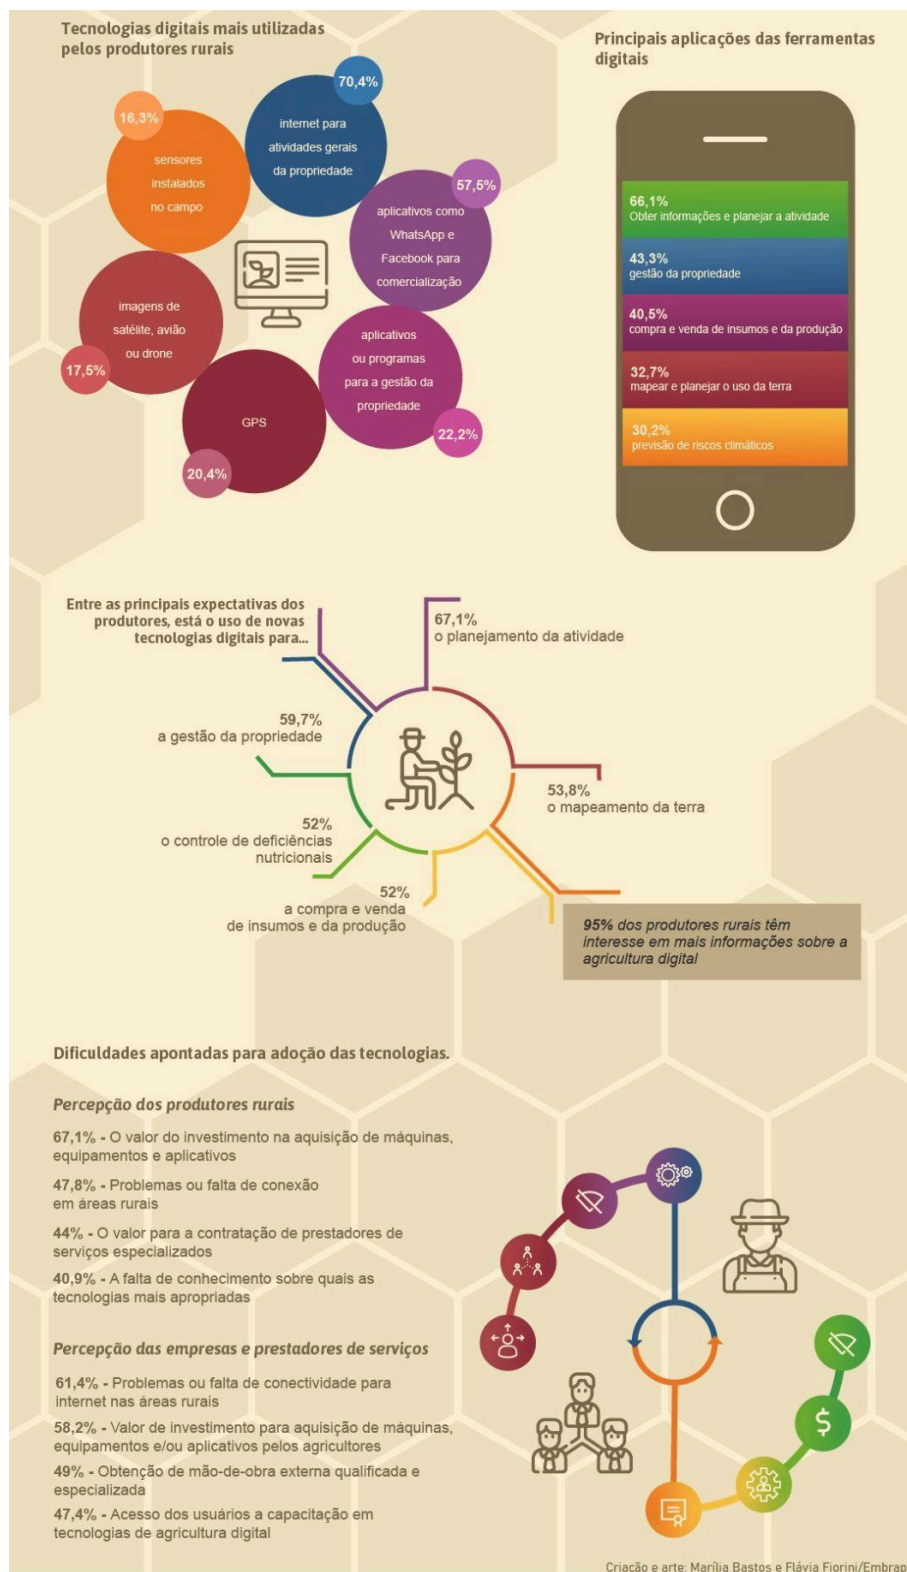 Tecnologias digitais mais utilizadas
pelos produtores rurais
70,4%
internet para
atividades gerais
da propriedade
57,5%
aplicativos como
WhatsApp e
Facebook para
comercialização
aplicativos
ou programas
para a gestão da
propriedade
22,2%
GPS
20,4%
imagens de
satélite, avião
ou drone
17,5%
16,3%
sensores
instalados
no campo
Principais aplicações das ferramentas
digitais
66,1%
Obter informações e planejar a atividade
43,3%
gestão da propriedade
40,5%
compra e venda de insumos e da produção
32,7%
mapear e planejar o uso da terra
30,2%
previsão de riscos climáticos
Entre as principais expectativas dos
produtores, está o uso de novas
tecnologias digitais para...
67,1%
o planejamento da atividade
59,7%
a gestão da propriedade
53,8%
o mapeamento da terra
52%
o controle de deficiências
nutricionais
52%
a compra e venda
de insumos e da produção
95% dos produtores rurais têm
interesse em mais informações sobre a
agricultura digital
Dificuldades apontadas para adoção das tecnologias.
Percepção dos produtores rurais
67,1% - O valor do investimento na aquisição de máquinas,
equipamentos e aplicativos
47,8% - Problemas ou falta de conexão
em áreas rurais
44% - O valor para a contratação de prestadores de
serviços especializados
40,9% - A falta de conhecimento sobre quais as
tecnologias mais apropriadas
Percepção das empresas e prestadores de serviços
61,4% - Problemas ou falta de conectividade para
internet nas áreas rurais
58,2% - Valor de investimento para aquisição de máquinas,
equipamentos e/ou aplicativos pelos agricultores
49% - Obtenção de mão-de-obra externa qualificada e
especializada
47,4% - Acesso dos usuários a capacitação em
tecnologias de agricultura digital
$
Criação e arte: Marília Bastos e Flávia Fiorini/Embrap